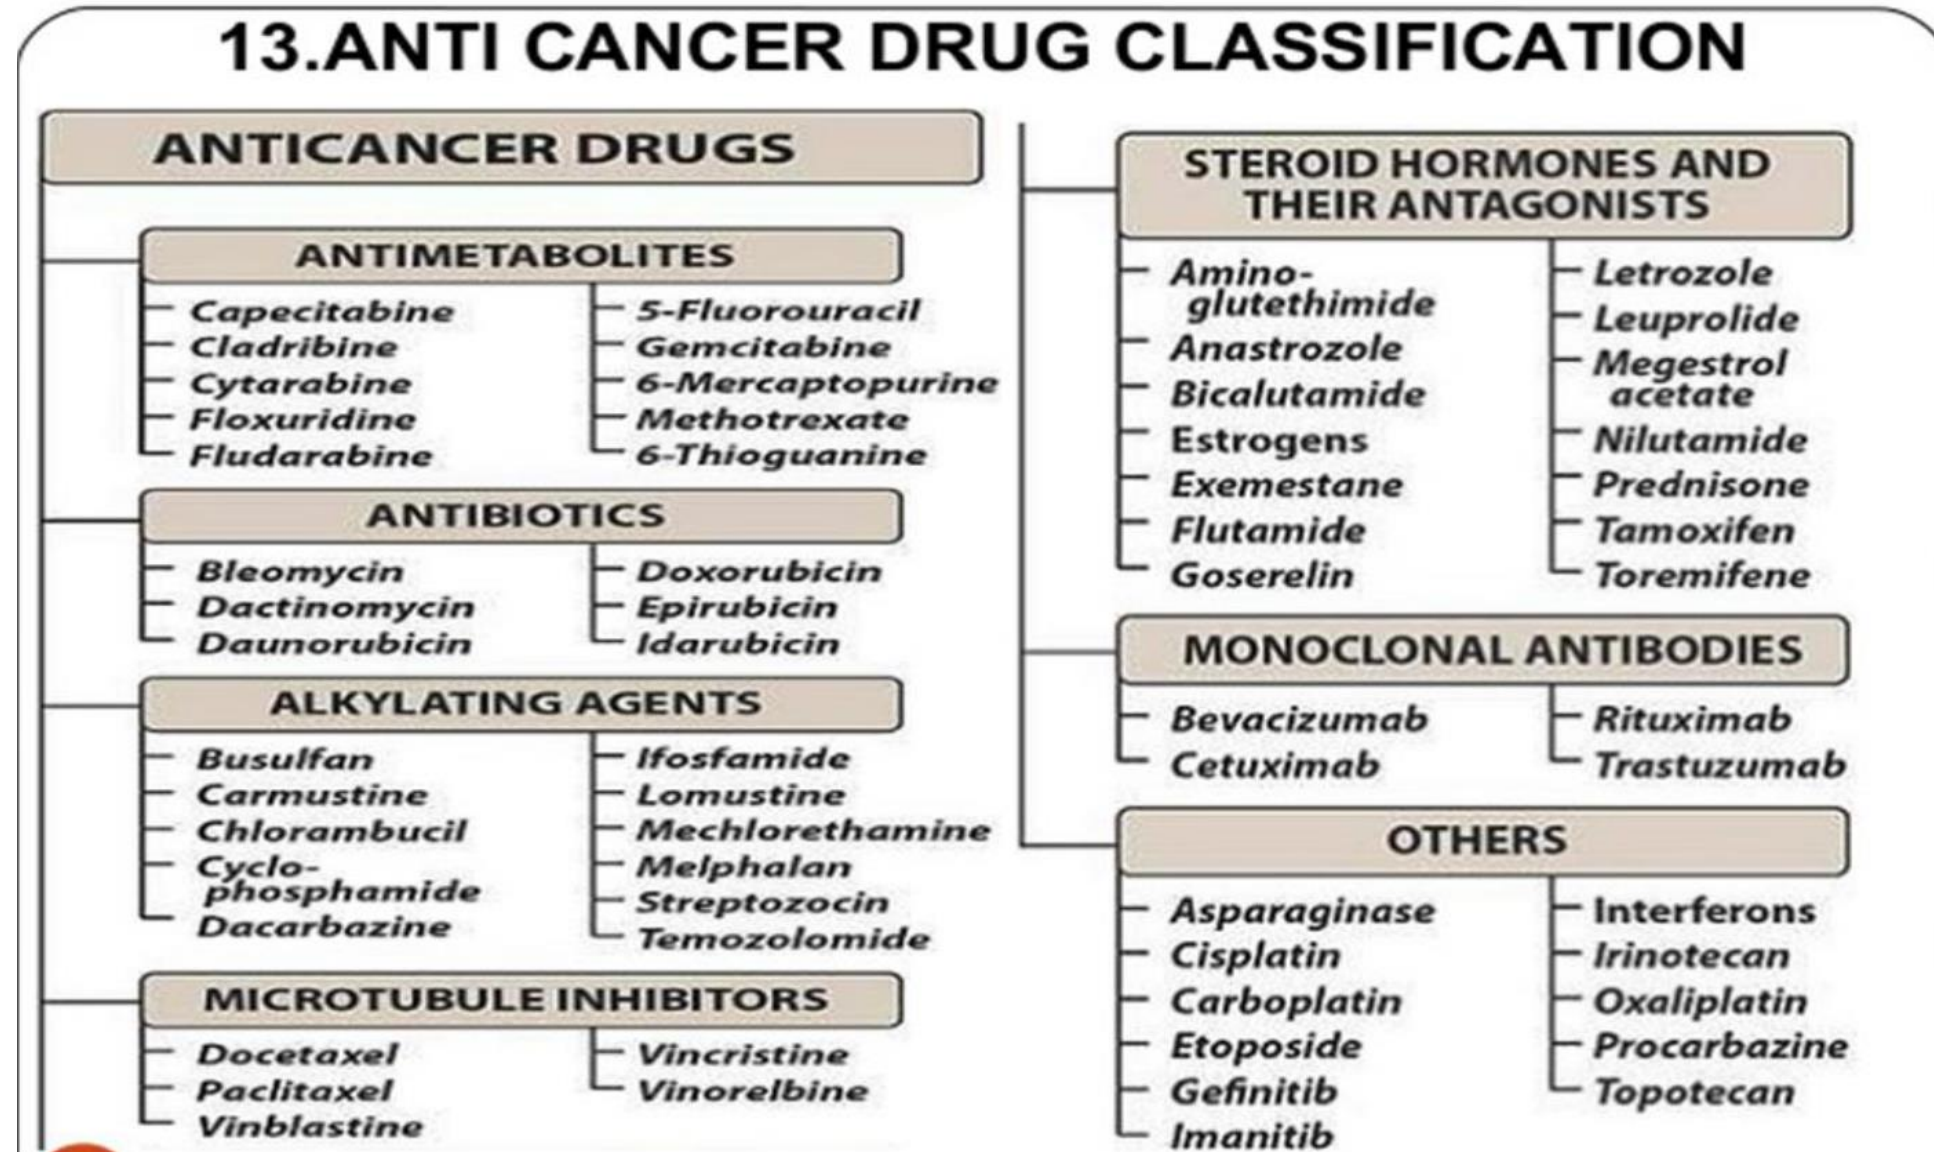 13.ANTI CANCER DRUG CLASSIFICATION
ANTICANCER DRUGS
ANTIMETABOLITES
Capecitabine
Cladribine
Cytarabine
Floxuridine
Fludarabine
5-Fluorouracil
Gemcitabine
6-Mercaptopurine
Methotrexate
6-Thioguanine
ANTIBIOTICS
Bleomycin
Dactinomycin
Daunorubicin
Doxorubicin
Epirubicin
Idarubicin
ALKYLATING AGENTS
Busulfan
Carmustine
Chlorambucil
Cyclo-
phosphamide
Dacarbazine
Ifosfamide
Lomustine
Mechlorethamine
Melphalan
Streptozocin
Temozolomide
MICROTUBULE INHIBITORS
Docetaxel
Paclitaxel
Vinblastine
Vincristine
Vinorelbine
STEROID HORMONES AND
THEIR ANTAGONISTS
Amino-
glutethimide
Anastrozole
Bicalutamide
Estrogens
Exemestane
Flutamide
Goserelin
Letrozole
Leuprolide
Megestrol
acetate
Nilutamide
Prednisone
Tamoxifen
Toremifene
MONOCLONAL ANTIBODIES
Bevacizumab
Cetuximab
Rituximab
Trastuzumab
OTHERS
Asparaginase
Cisplatin
Carboplatin
Etoposide
Gefinitib
Imanitib
Interferons
Irinotecan
Oxaliplatin
Procarbazine
Topotecan